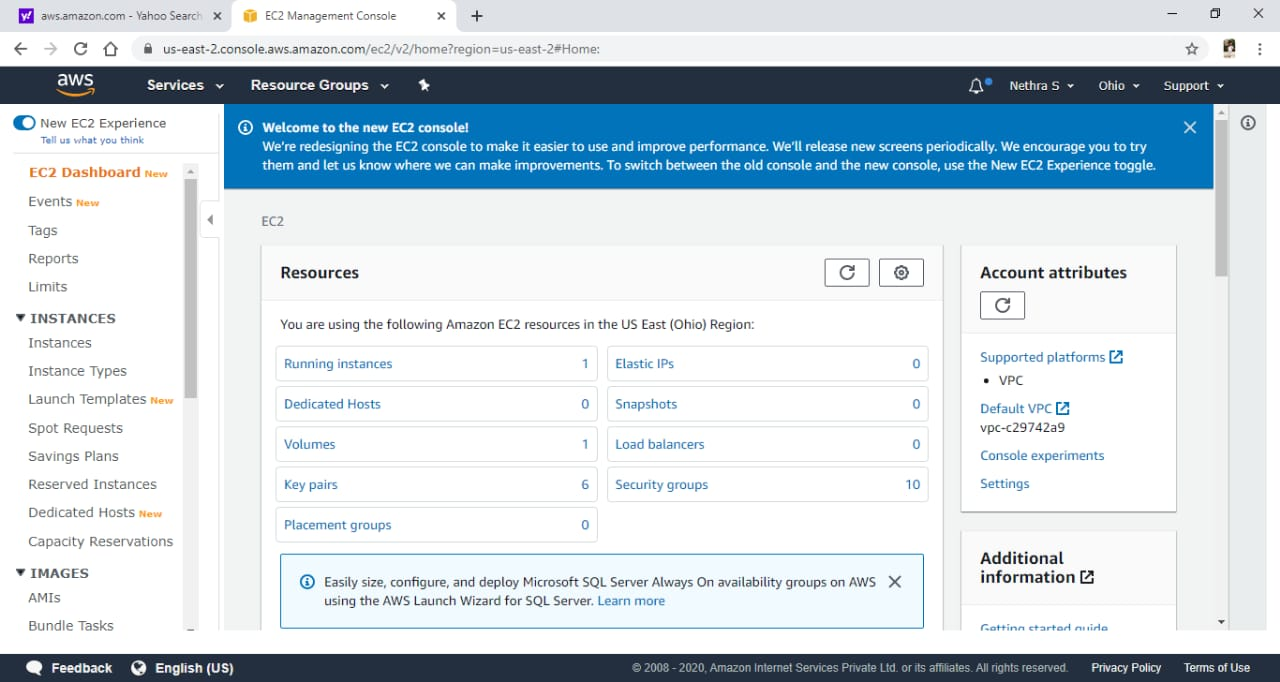 aws.amazon.com - Yahoo Search
EC2 Management Console
us-east-2.console.aws.amazon.com/ec2/v2/home?region=us-east-2#Home:
aws
Services
Resource Groups
Nethra S
Ohio
Support
New EC2 Experience
Tell us what you think
EC2 Dashboard New
Events New
Tags
Reports
Limits
INSTANCES
Instances
Instance Types
Launch Templates New
Spot Requests
Savings Plans
Reserved Instances
Dedicated Hosts New
Capacity Reservations
IMAGES
AMIs
Bundle Tasks
Welcome to the new EC2 console!
We're redesigning the EC2 console to make it easier to use and improve performance. We'll release new screens periodically. We encourage you to try
them and let us know where we can make improvements. To switch between the old console and the new console, use the New EC2 Experience toggle.
EC2
Resources
You are using the following Amazon EC2 resources in the US East (Ohio) Region:
Running instances 1
Elastic IPs 0
Dedicated Hosts 0
Snapshots 0
Volumes 1
Load balancers 0
Key pairs 6
Security groups 10
Placement groups 0
Easily size, configure, and deploy Microsoft SQL Server Always On availability groups on AWS
using the AWS Launch Wizard for SQL Server. Learn more
Account attributes
Supported platforms
• VPC
Default VPC
vpc-c29742a9
Console experiments
Settings
Additional
information
Getting started guide
Feedback
English (US)
© 2008 - 2020, Amazon Internet Services Private Ltd. or its affiliates. All rights reserved.
Privacy Policy
Terms of Use